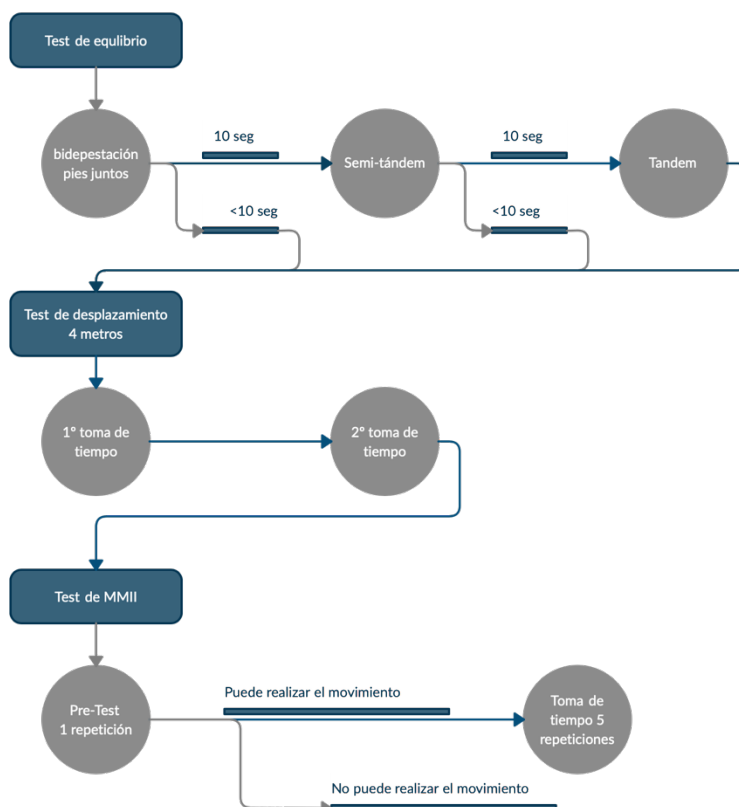 Test de equlibrio
10 seg
10 seg
bidepestación
pies juntos
Semi-tándem
Tandem
<10 seg
<10 seg
Test de desplazamiento
4 metros
1º toma de
tiempo
2º toma de
tiempo
Test de MMII
Pre-Test
1 repetición
Puede realizar el movimiento
Toma de
tiempo 5
repeticiones
No puede realizar el movimiento